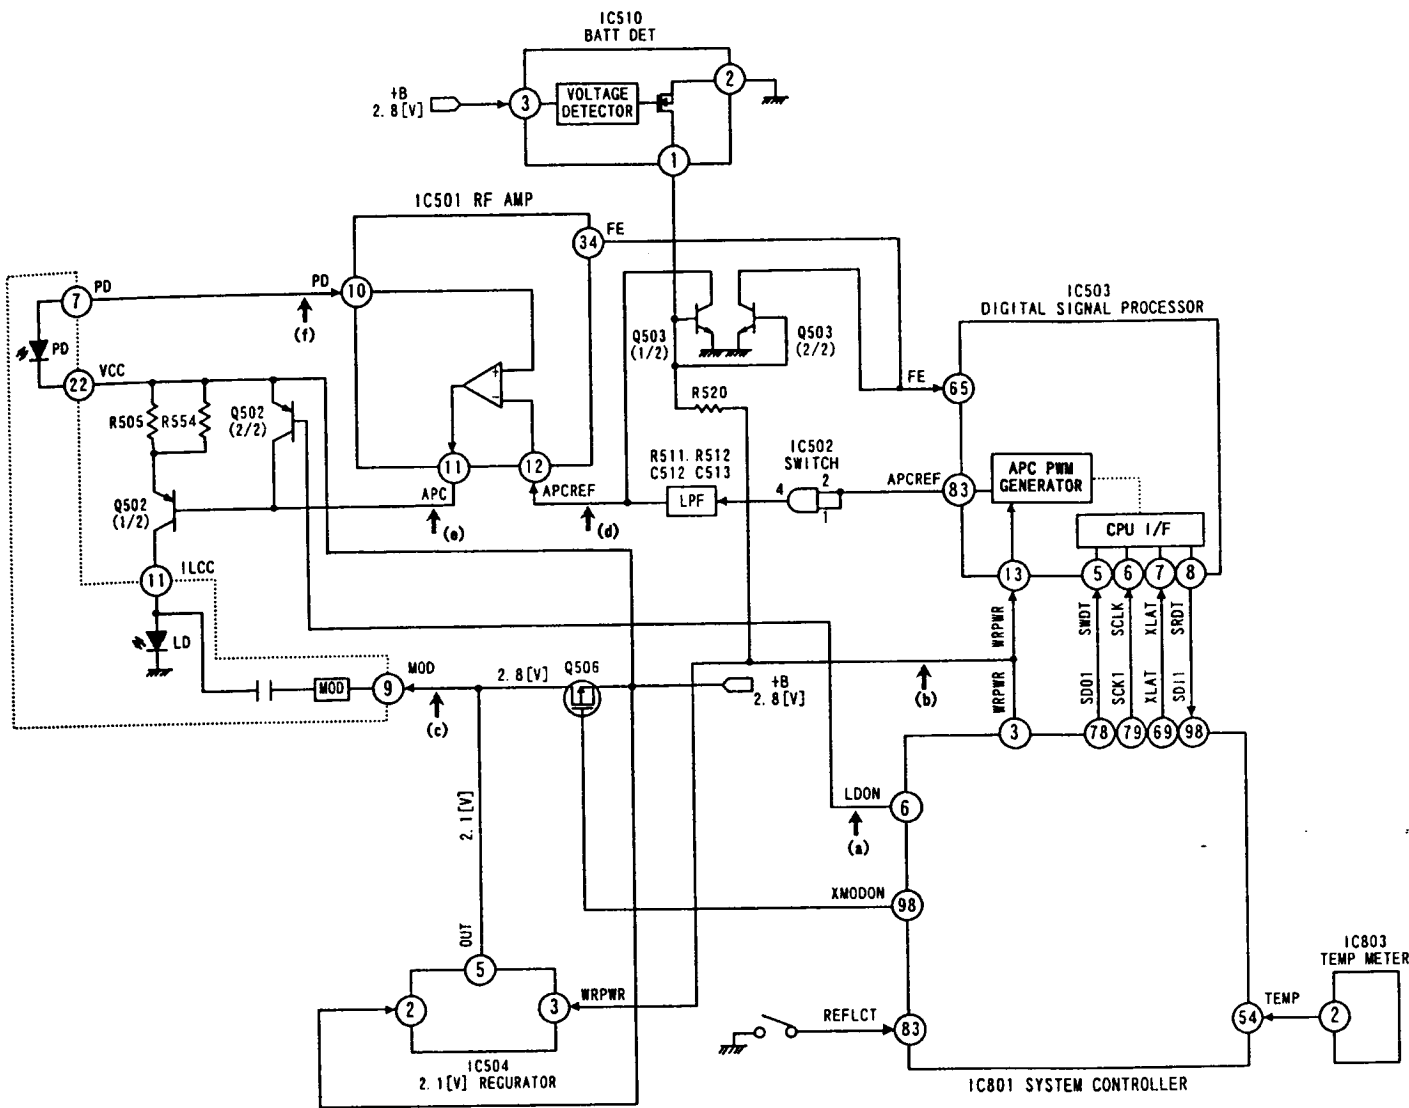 IC510
BATT DET
+B
2.8[V]
3
VOLTAGE
DETECTOR
2
1
IC501 RF AMP
34
FE
PD
10
7
PD
(f)
PD
22
VCC
R505
R554
Q502
(2/2)
+
-
11
12
APC
APCREF
(e)
(d)
Q502
(1/2)
11
ILCC
LD
MOD
9
MOD
(c)
2.8[V]
Q506
+B
2.8[V]
Q503
(1/2)
Q503
(2/2)
R520
R511. R512
C512 C513
LPF
IC502
SWITCH
4
2
1
IC503
DIGITAL SIGNAL PROCESSOR
FE
65
APCREF
83
APC PWM
GENERATOR
CPU I/F
13
5
6
7
8
WRPWR
SWDT
SCLK
XLAT
SRDT
(b)
WRPWR
SDO1
SCK1
XLAT
SDI1
3
78
79
69
98
LDON
6
(a)
XMODON
98
2.1[V]
OUT
5
2
3
WRPWR
IC504
2.1[V] REGURATOR
REFLCT
83
54
TEMP
2
IC803
TEMP METER
IC801 SYSTEM CONTROLLER